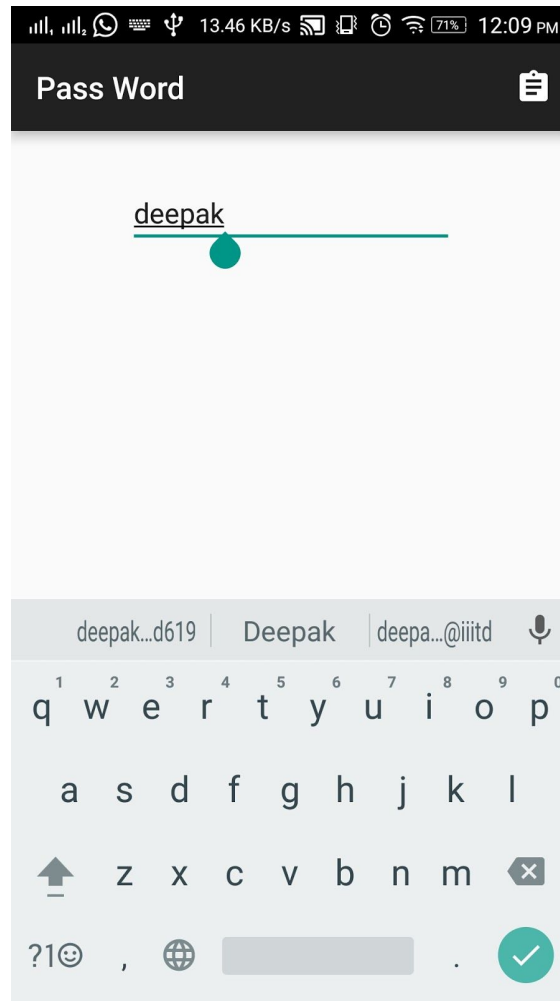 13.46 KB/s 71% 12:09 PM
Pass Word
deepak
deepak...d619 Deepak deepa...@iiitd
1 2 3 4 5 6 7 8 9 0
q w e r t y u i o p
a s d f g h j k l
z x c v b n m
?1☺ , .